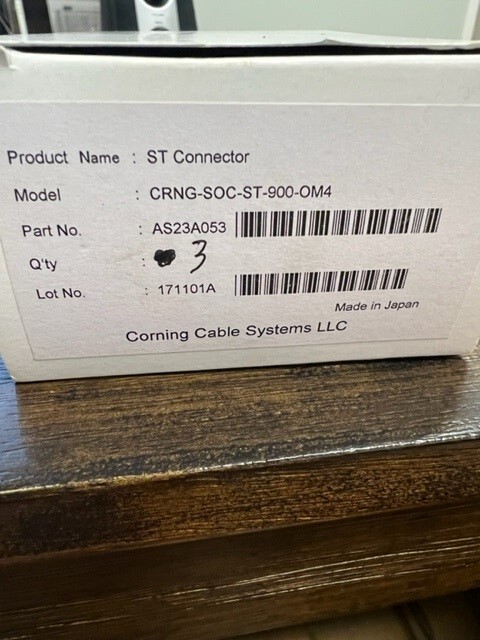 Product Name : ST Connector
Model : CRNG-SOC-ST-900-OM4
Part No. : AS23A053
Q'ty : 3
Lot No. : 171101A
Made in Japan
Corning Cable Systems LLC